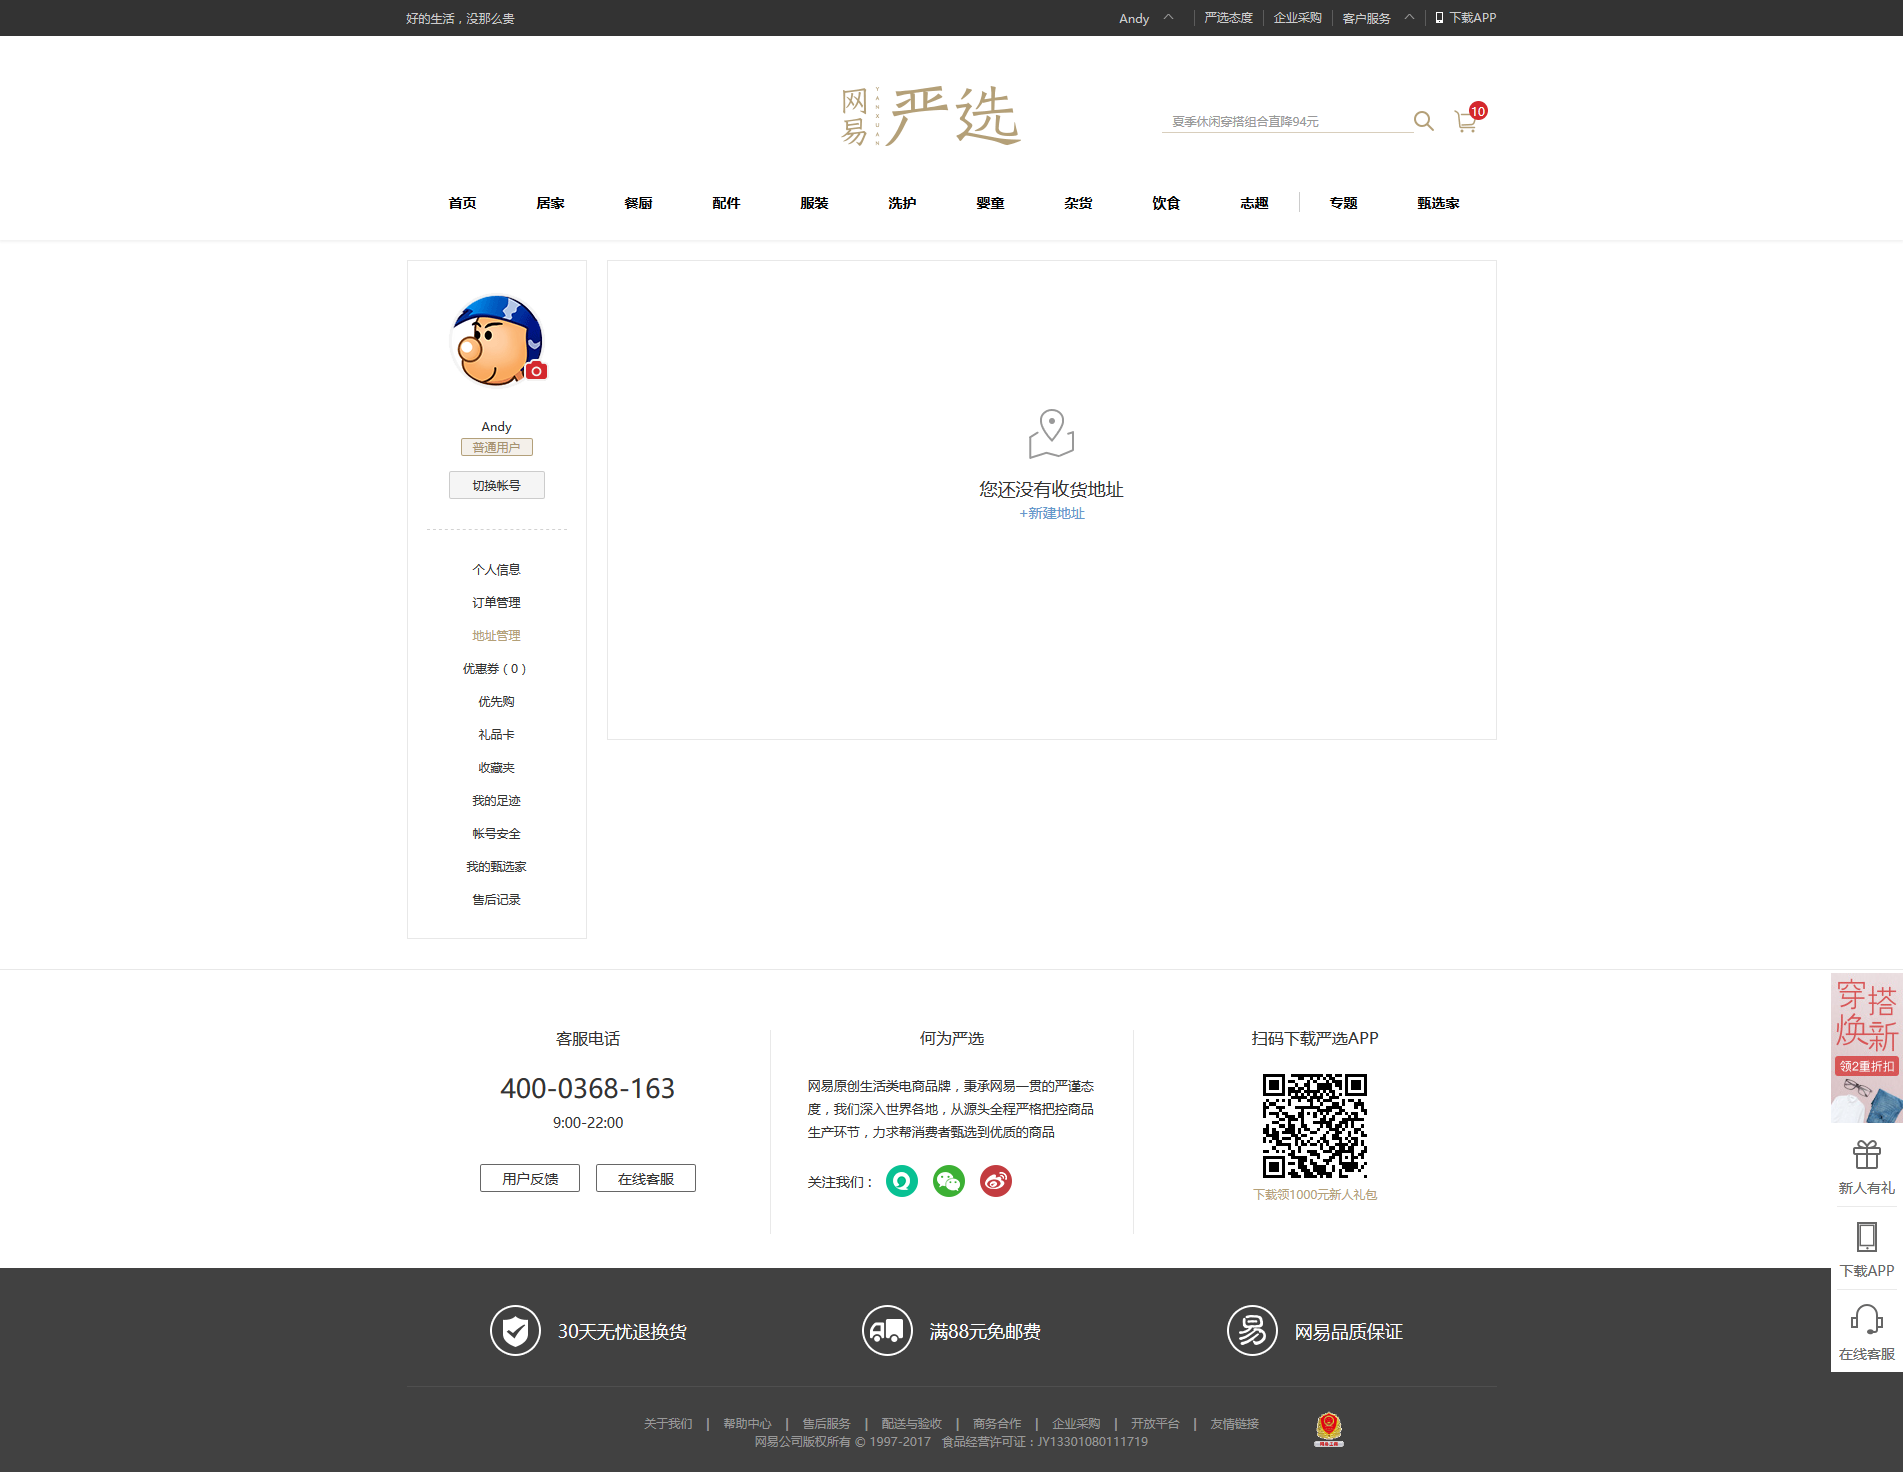 好的生活，没那么贵
Andy 严选态度 企业采购 客户服务 下载APP
网易 YANXUAN 严选
夏季休闲穿搭组合直降94元
10
首页 居家 餐厨 配件 服装 洗护 婴童 杂货 饮食 志趣 专题 甄选家
Andy
普通用户
切换帐号
个人信息
订单管理
地址管理
优惠券（0）
优先购
礼品卡
收藏夹
我的足迹
帐号安全
我的甄选家
售后记录
您还没有收货地址
+新建地址
客服电话
400-0368-163
9:00-22:00
用户反馈 在线客服
何为严选
网易原创生活类电商品牌，秉承网易一贯的严谨态
度，我们深入世界各地，从源头全程严格把控商品
生产环节，力求帮消费者甄选到优质的商品
关注我们：
扫码下载严选APP
下载领1000元新人礼包
穿搭
焕新
领2重折扣
新人有礼
下载APP
在线客服
30天无忧退换货
满88元免邮费
易 网易品质保证
关于我们 | 帮助中心 | 售后服务 | 配送与验收 | 商务合作 | 企业采购 | 开放平台 | 友情链接
网易公司版权所有 © 1997-2017 食品经营许可证：JY13301080111719